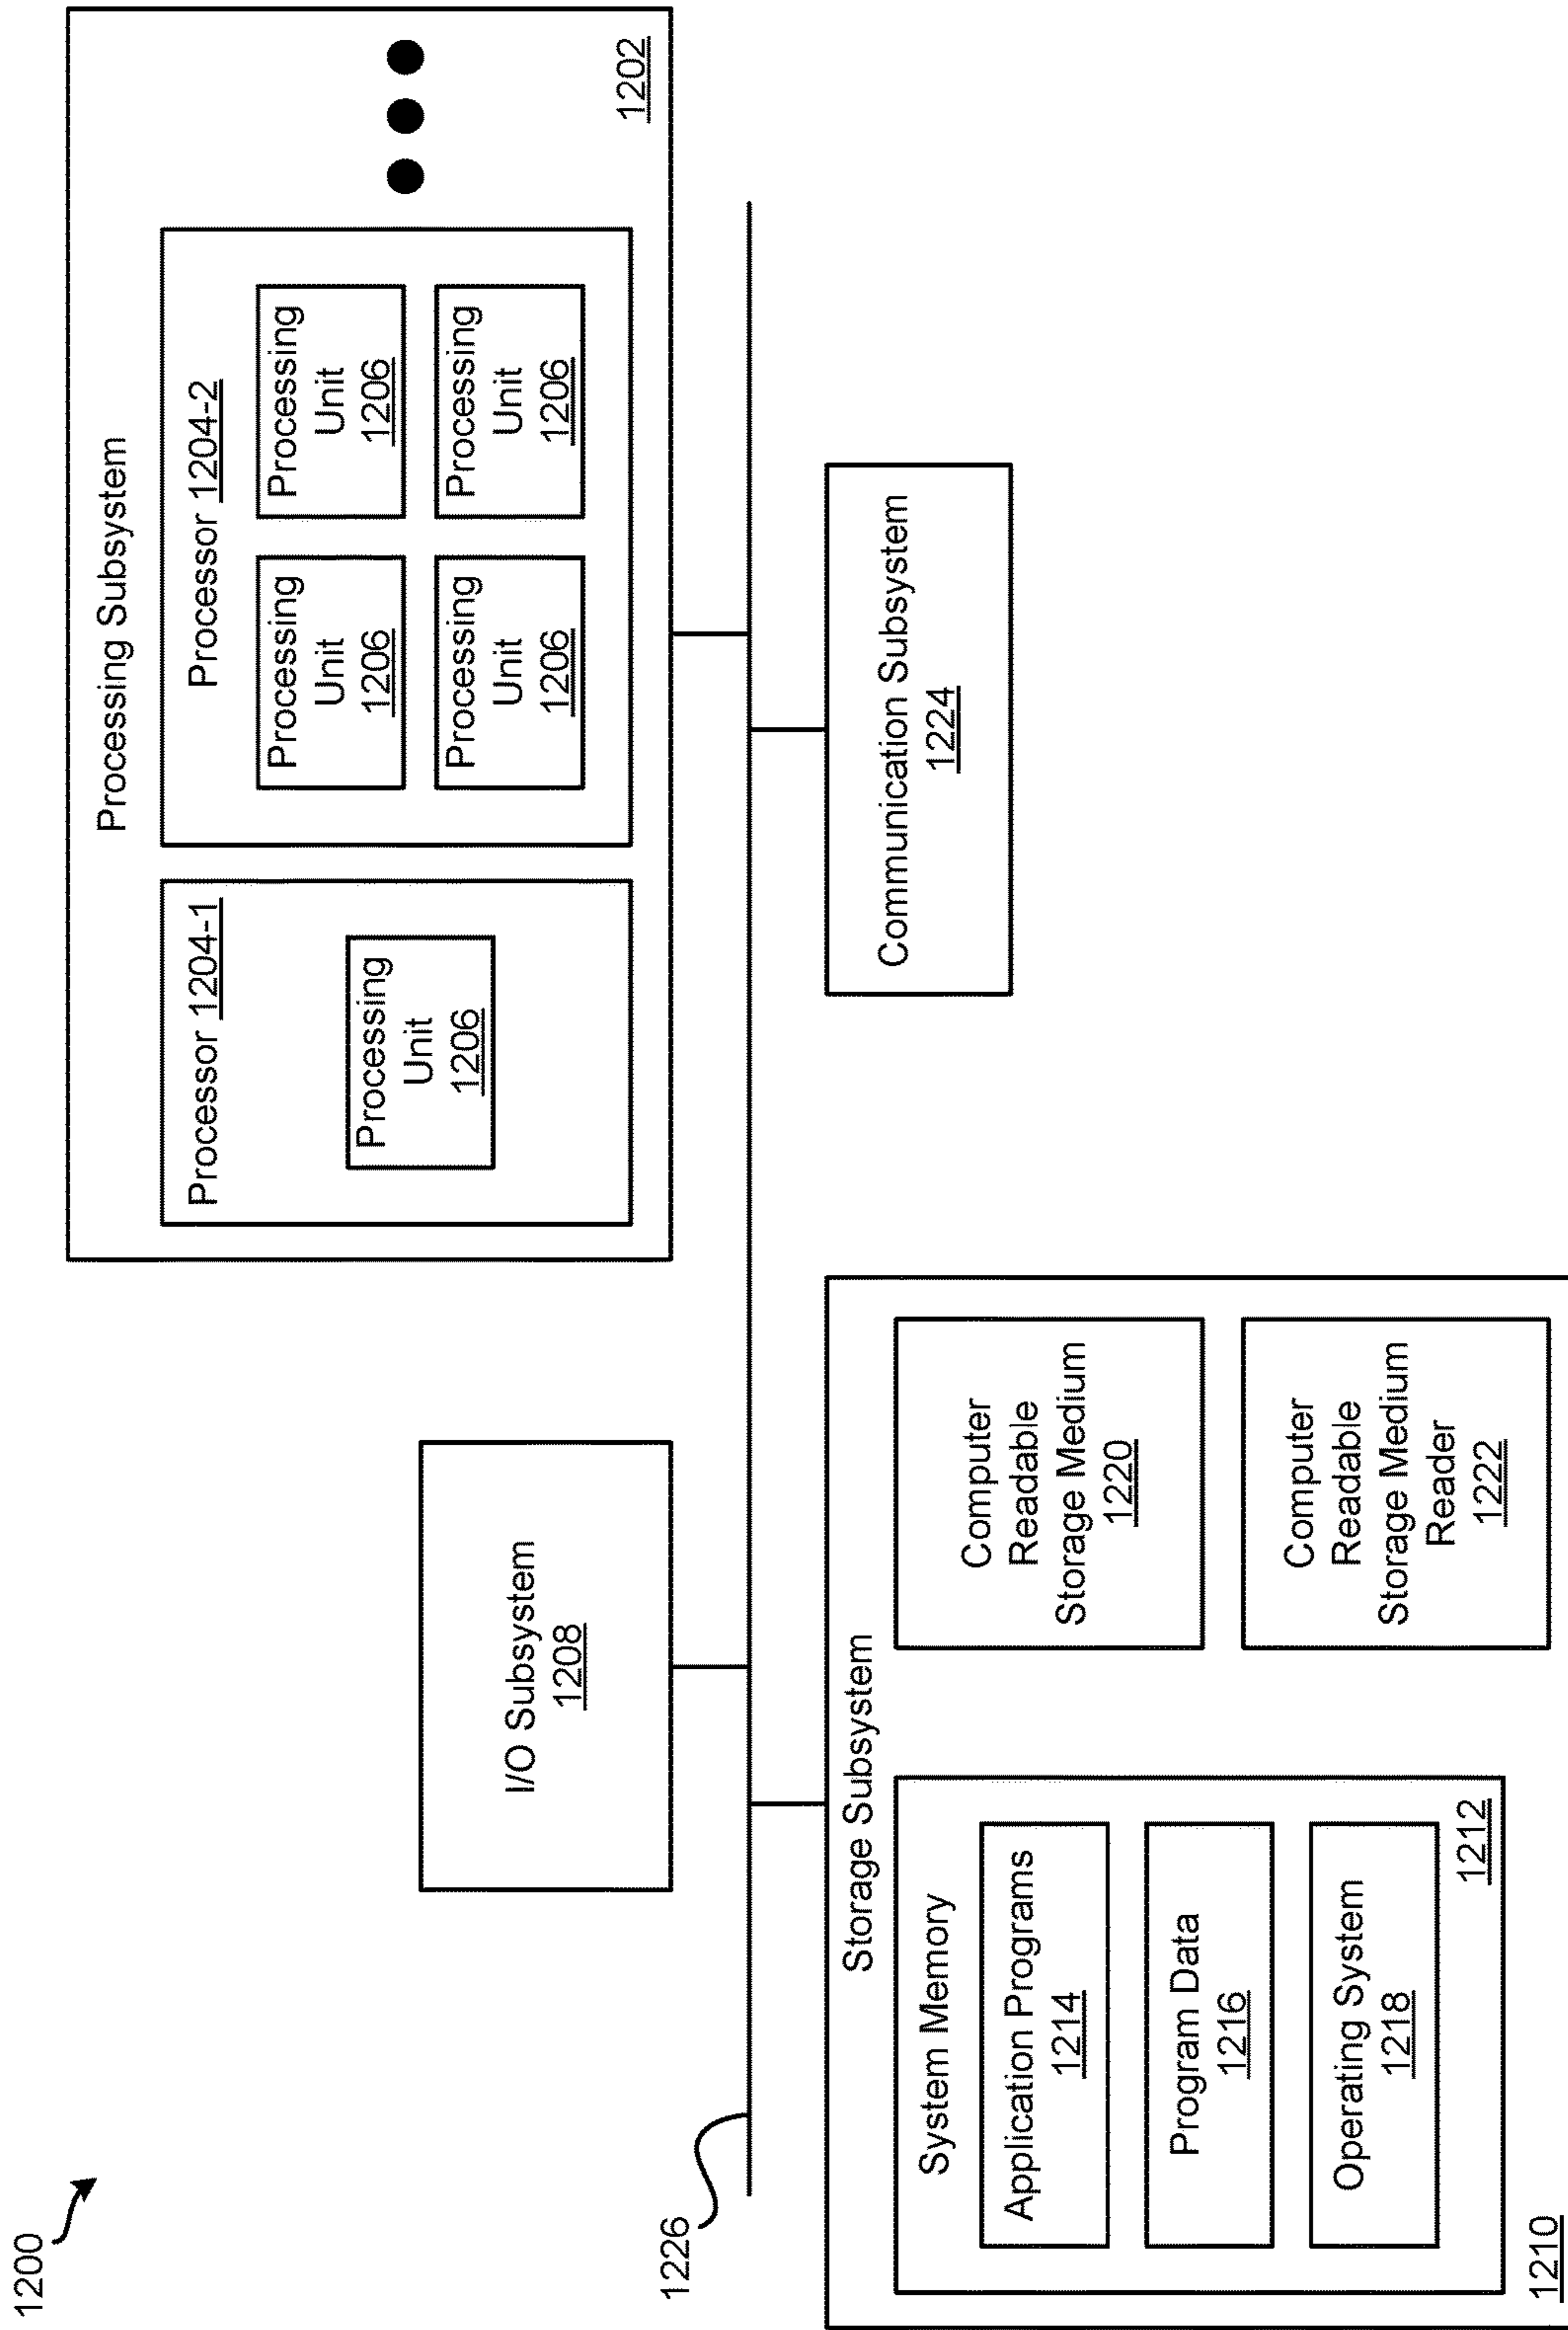 1200
Processing Subsystem
Processor 1204-1
Processing
Unit
1206
Processor 1204-2
Processing
Unit
1206
Processing
Unit
1206
Processing
Unit
1206
Processing
Unit
1206
1202
I/O Subsystem
1208
1226
Storage Subsystem
System Memory
Application Programs
1214
Program Data
1216
Operating System
1218
1212
Computer
Readable
Storage Medium
1220
Computer
Readable
Storage Medium
Reader
1222
1210
Communication Subsystem
1224